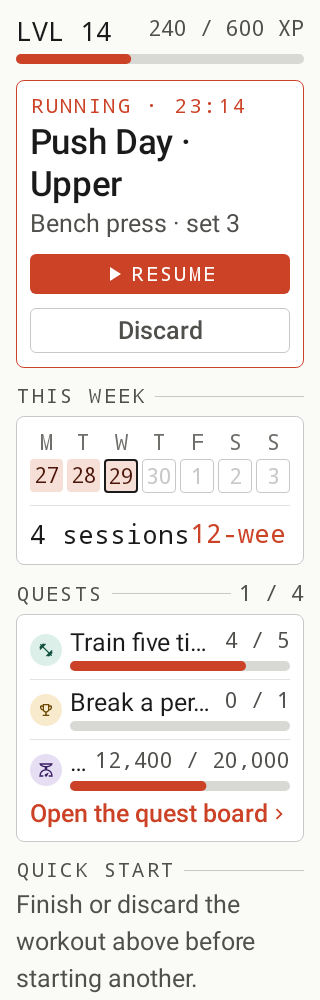 LVL 14 240 / 600 XP
RUNNING · 23:14
Push Day ·
Upper
Bench press · set 3
RESUME
Discard
THIS WEEK
M T W T F S S
27 28 29 30 1 2 3
4 sessions 12-wee
QUESTS 1 / 4
Train five ti… 4 / 5
Break a per… 0 / 1
… 12,400 / 20,000
Open the quest board ›
QUICK START
Finish or discard the
workout above before
starting another.